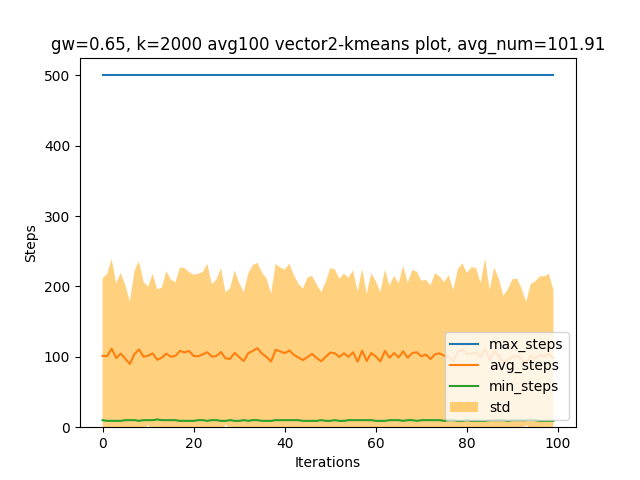 gw=0.65, k=2000 avg100 vector2-kmeans plot, avg_num=101.91
500
400
300
200
100
0
Steps
max_steps
avg_steps
min_steps
std
0 20 40 60 80 100
Iterations